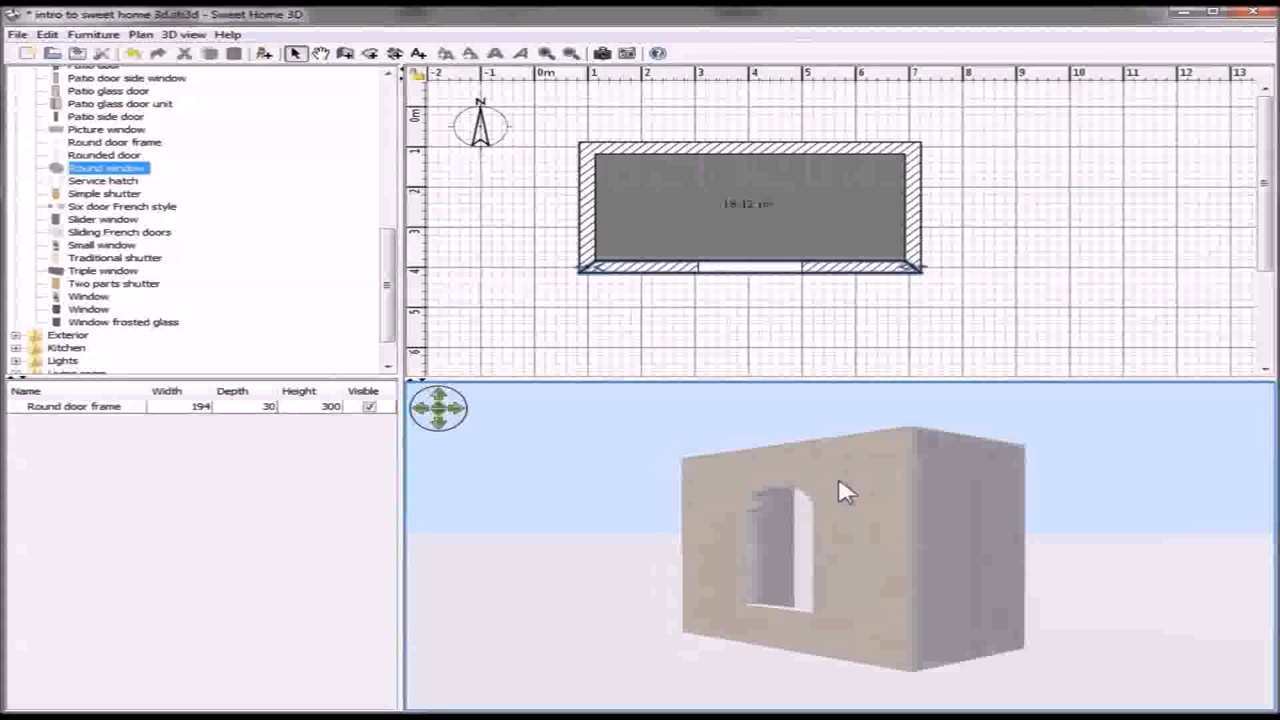 * intro to sweet home 3d.sh3d - Sweet Home 3D
File Edit Furniture Plan 3D view Help
Patio door
Patio door side window
Patio glass door
Patio glass door unit
Patio side door
Picture window
Round door frame
Rounded door
Round window
Service hatch
Simple shutter
Six door French style
Slider window
Sliding French doors
Small window
Traditional shutter
Triple window
Two parts shutter
Window
Window
Window frosted glass
Exterior
Kitchen
Lights
Name Width Depth Height Visible
Round door frame 194 30 300
-2 -1 0m 1 2 3 4 5 6 7 8 9 10 11 12 13
0m
1
2
3
4
5
6
N